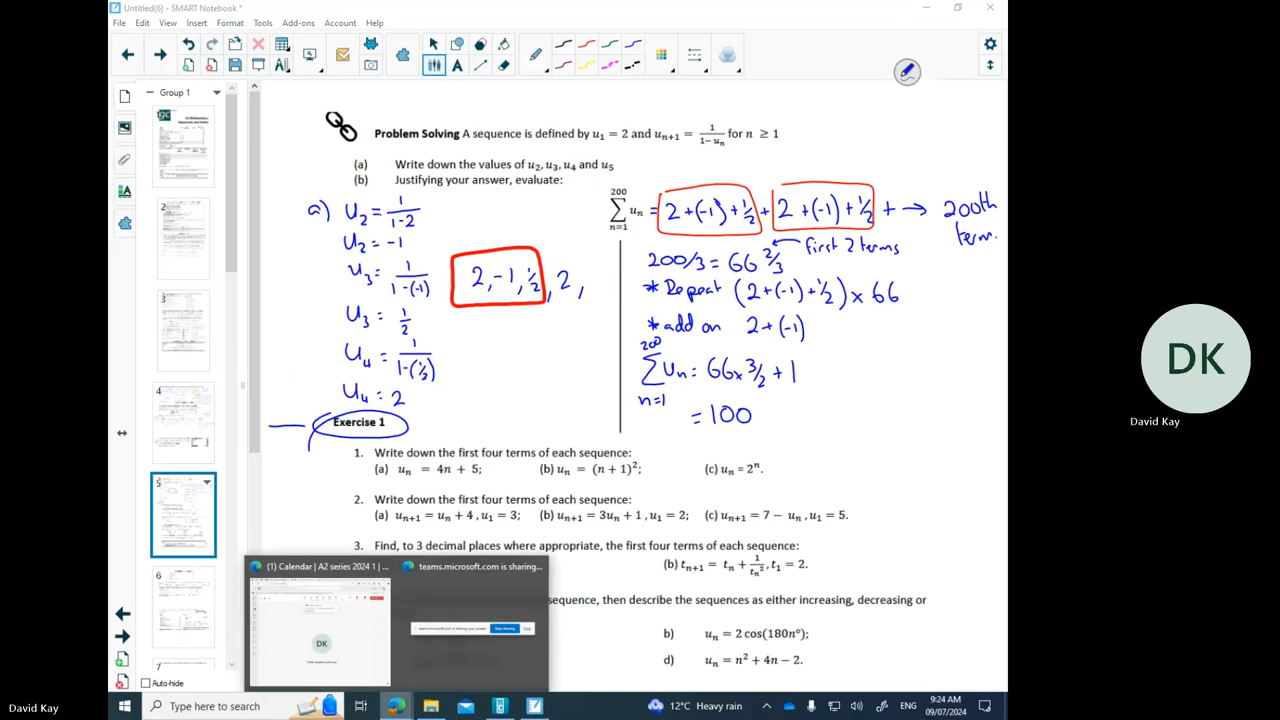 Untitled(6) - SMART Notebook *
File Edit View Insert Format Tools Add-ons Account Help
Group 1
Problem Solving A sequence is defined by u₁ = 2 and uₙ₊₁ = 1/(1−uₙ) for n ≥ 1
(a) Write down the values of u₂, u₃, u₄ and u₅
(b) Justifying your answer, evaluate:
a) U₂ = 1/(1-2)
U₂ = -1
U₃ = 1/(1-(-1))
U₃ = 1/2
U₄ = 1/(1-(½))
U₄ = 2
2, -1, ½, 2,
200 ∑ n=1 uₙ = 2+(-1)+½ + 2+(-1)+½ + → 200th term.
200/3 = 66 ⅔ ← first 2 terms
* Repeat (2+(-1)+½) × 66
* add on 2+(-1)
200 ∑ n=1 Uₙ = 66 × 3/2 + 1
= 100
Exercise 1
1. Write down the first four terms of each sequence:
(a) uₙ = 4n + 5; (b) uₙ = (n + 1)²; (c) uₙ = 2ⁿ.
2. Write down the first four terms of each sequence:
(a) uₙ₊₁ = uₙ + 4, u₁ = 3; (b) uₙ₊₁ = 3uₙ + 1, u₁ = 2; (c) uₙ₊₁ = 7 − uₙ, u₁ = 5.
3. Find, to 3 decimal places where appropriate, the first four terms of each sequence:
(b) tₙ₊₁ = tₙ + 1/tₙ², t₁ = 2.
sequence, then describe the sequences as either increasing, decreasing or
b) uₙ = 2 cos(180n°);
d) uₙ = n² + 4n − 2.
(1) Calendar | A2 series 2024 1 | ...
teams.microsoft.com is sharing...
DK
2
3
4
5
6
7
Auto-hide
Type here to search
12°C Heavy rain
ENG
9:24 AM
09/07/2024
DK
David Kay
David Kay